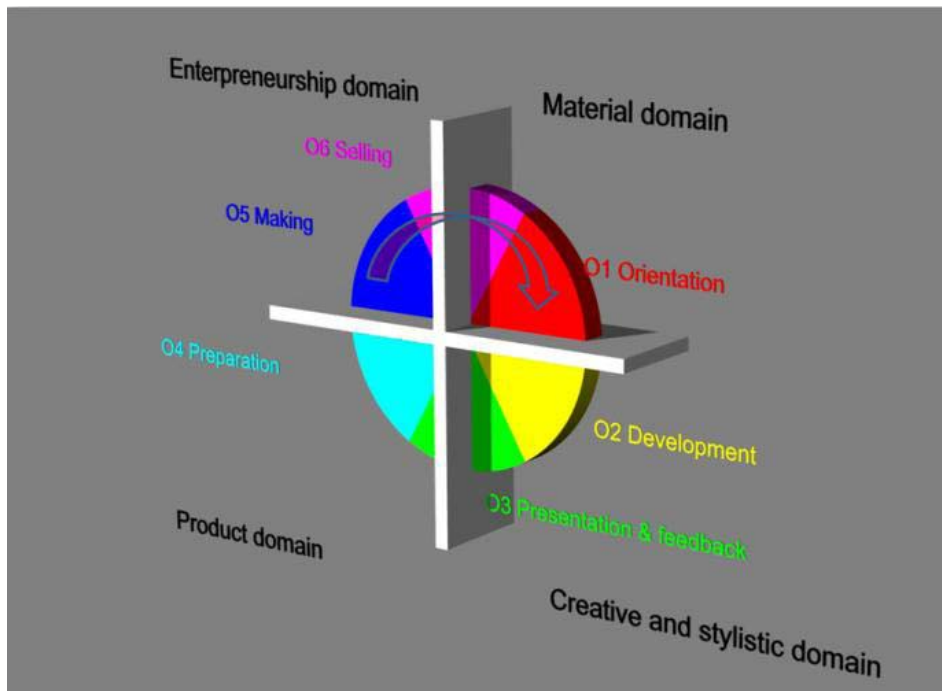 Enterpreneurship domain
Material domain
O6 Selling
O5 Making
O1 Orientation
O4 Preparation
O2 Development
O3 Presentation & feedback
Product domain
Creative and stylistic domain